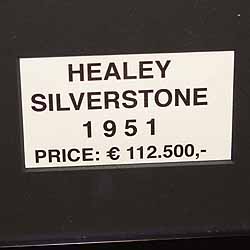 HEALEY
SILVERSTONE
1951
PRICE: € 112.500,-